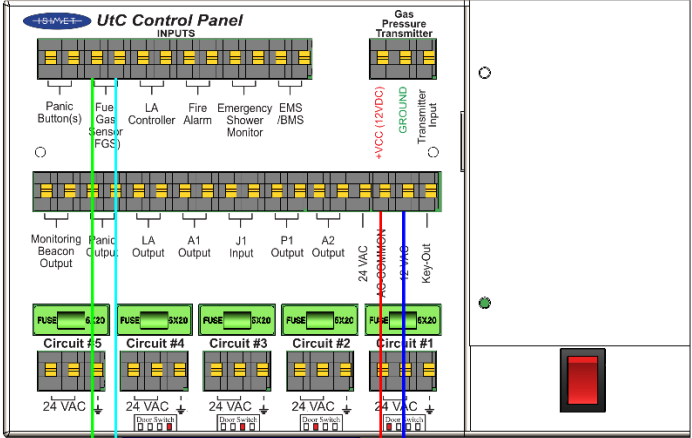 ISIMET
UtC Control Panel
INPUTS
Gas
Pressure
Transmitter
Panic
Button(s)
Fuel
Gas
Sensor
(FGS)
LA
Controller
Fire
Alarm
Emergency
Shower
Monitor
EMS
/BMS
+VCC (12VDC)
GROUND
Transmitter
Input
Monitoring
Beacon
Output
Panic
Output
LA
Output
A1
Output
J1
Input
P1
Output
A2
Output
24 VAC
AC COMMON
12 VAC
Key-Out
FUSE 5X20
FUSE 5X20
FUSE 5X20
FUSE 5X20
FUSE 5X20
Circuit #5
Circuit #4
Circuit #3
Circuit #2
Circuit #1
24 VAC
24 VAC
24 VAC
24 VAC
24 VAC
Door Switch
Door Switch
Door Switch
Door Switch